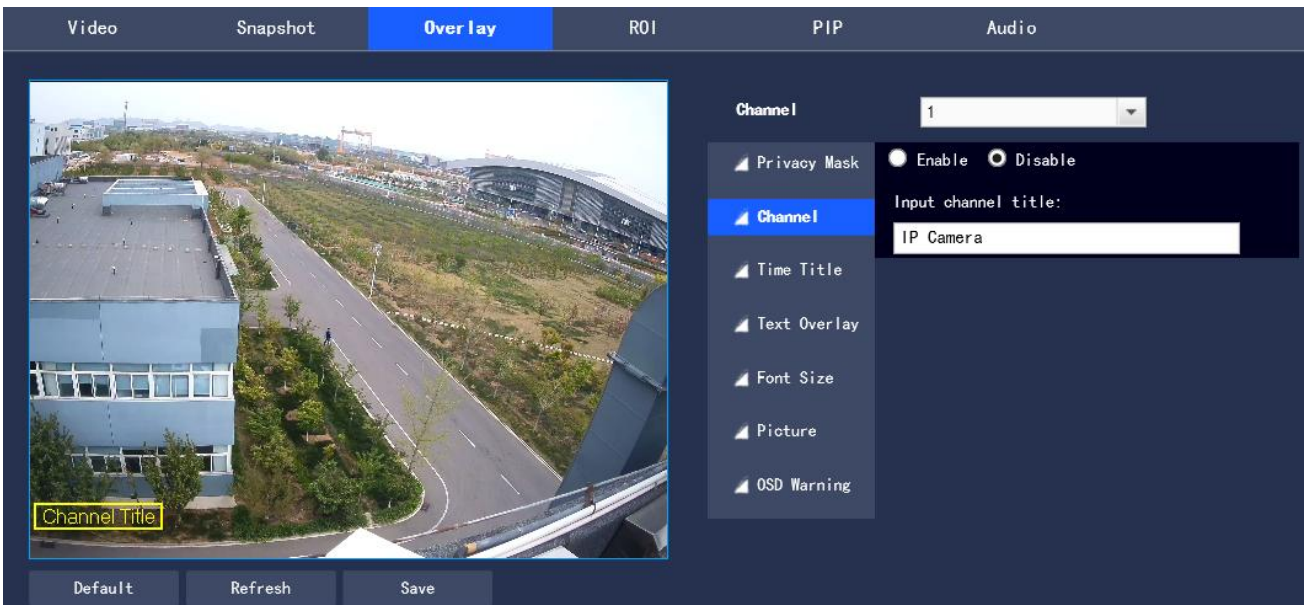 Video Snapshot Overlay ROI PIP Audio
Channel 1
Privacy Mask
Enable Disable
Channel
Input channel title:
IP Camera
Time Title
Text Overlay
Font Size
Picture
OSD Warning
Channel Title
Default Refresh Save